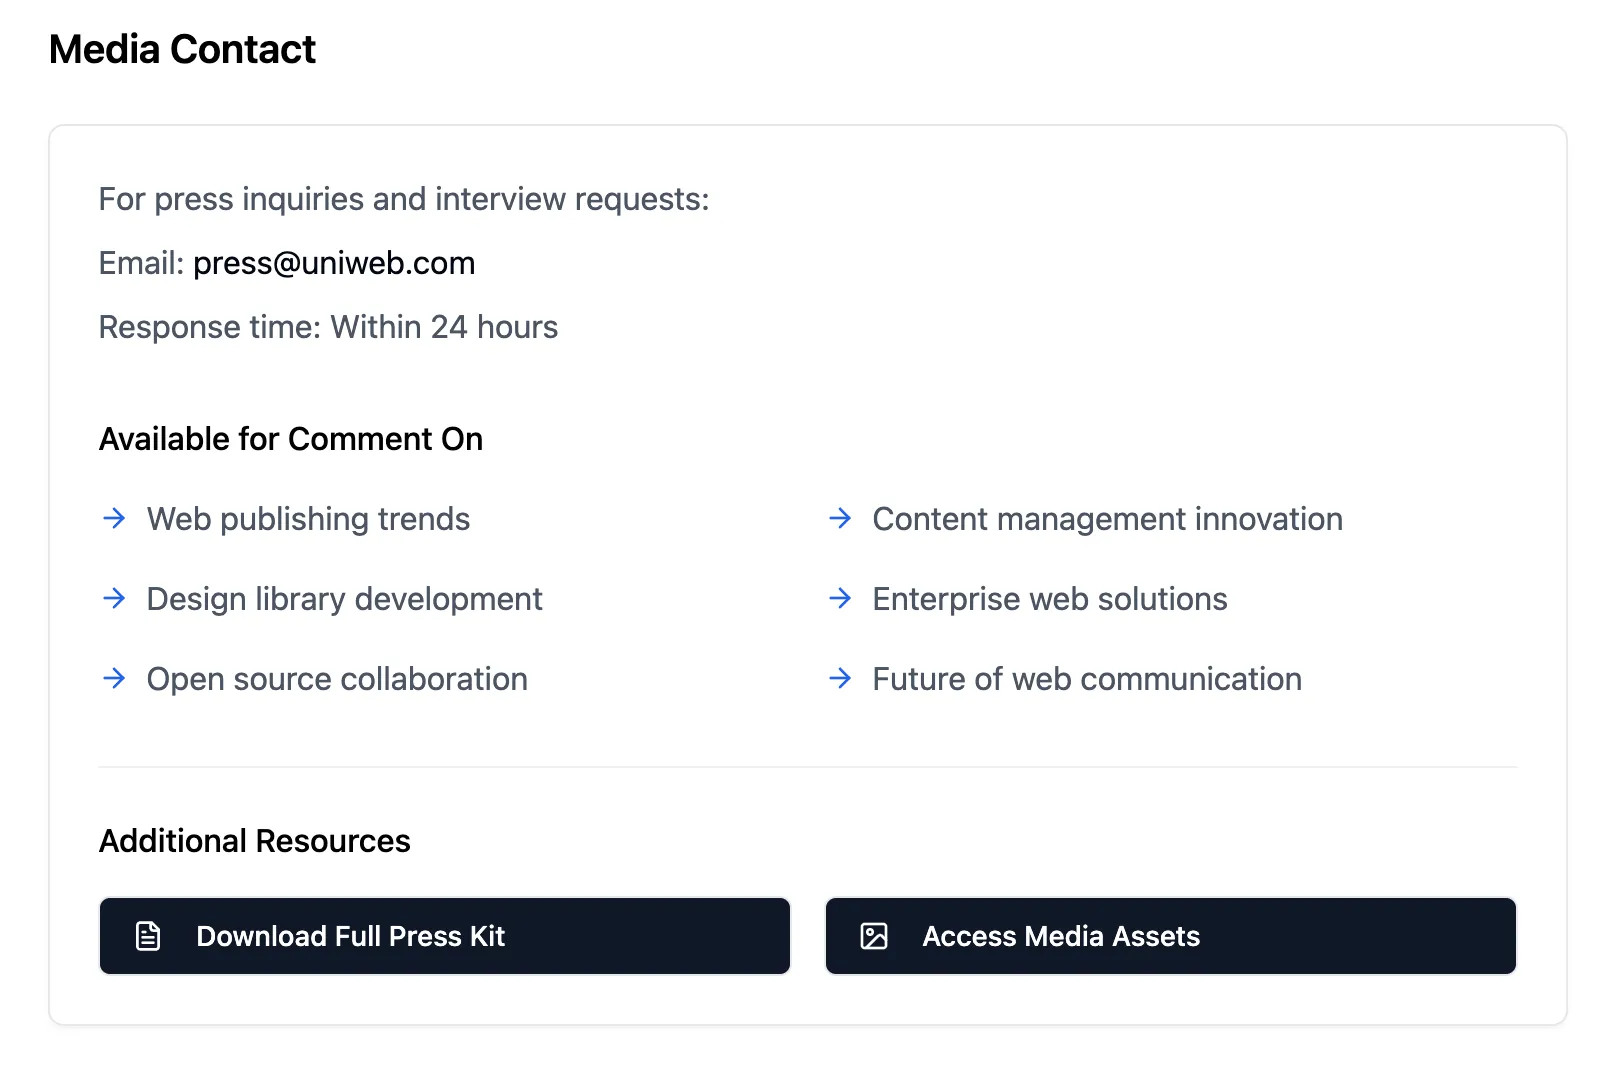 Media Contact
For press inquiries and interview requests:
Email: press@uniweb.com
Response time: Within 24 hours
Available for Comment On
Web publishing trends
Content management innovation
Design library development
Enterprise web solutions
Open source collaboration
Future of web communication
Additional Resources
Download Full Press Kit
Access Media Assets